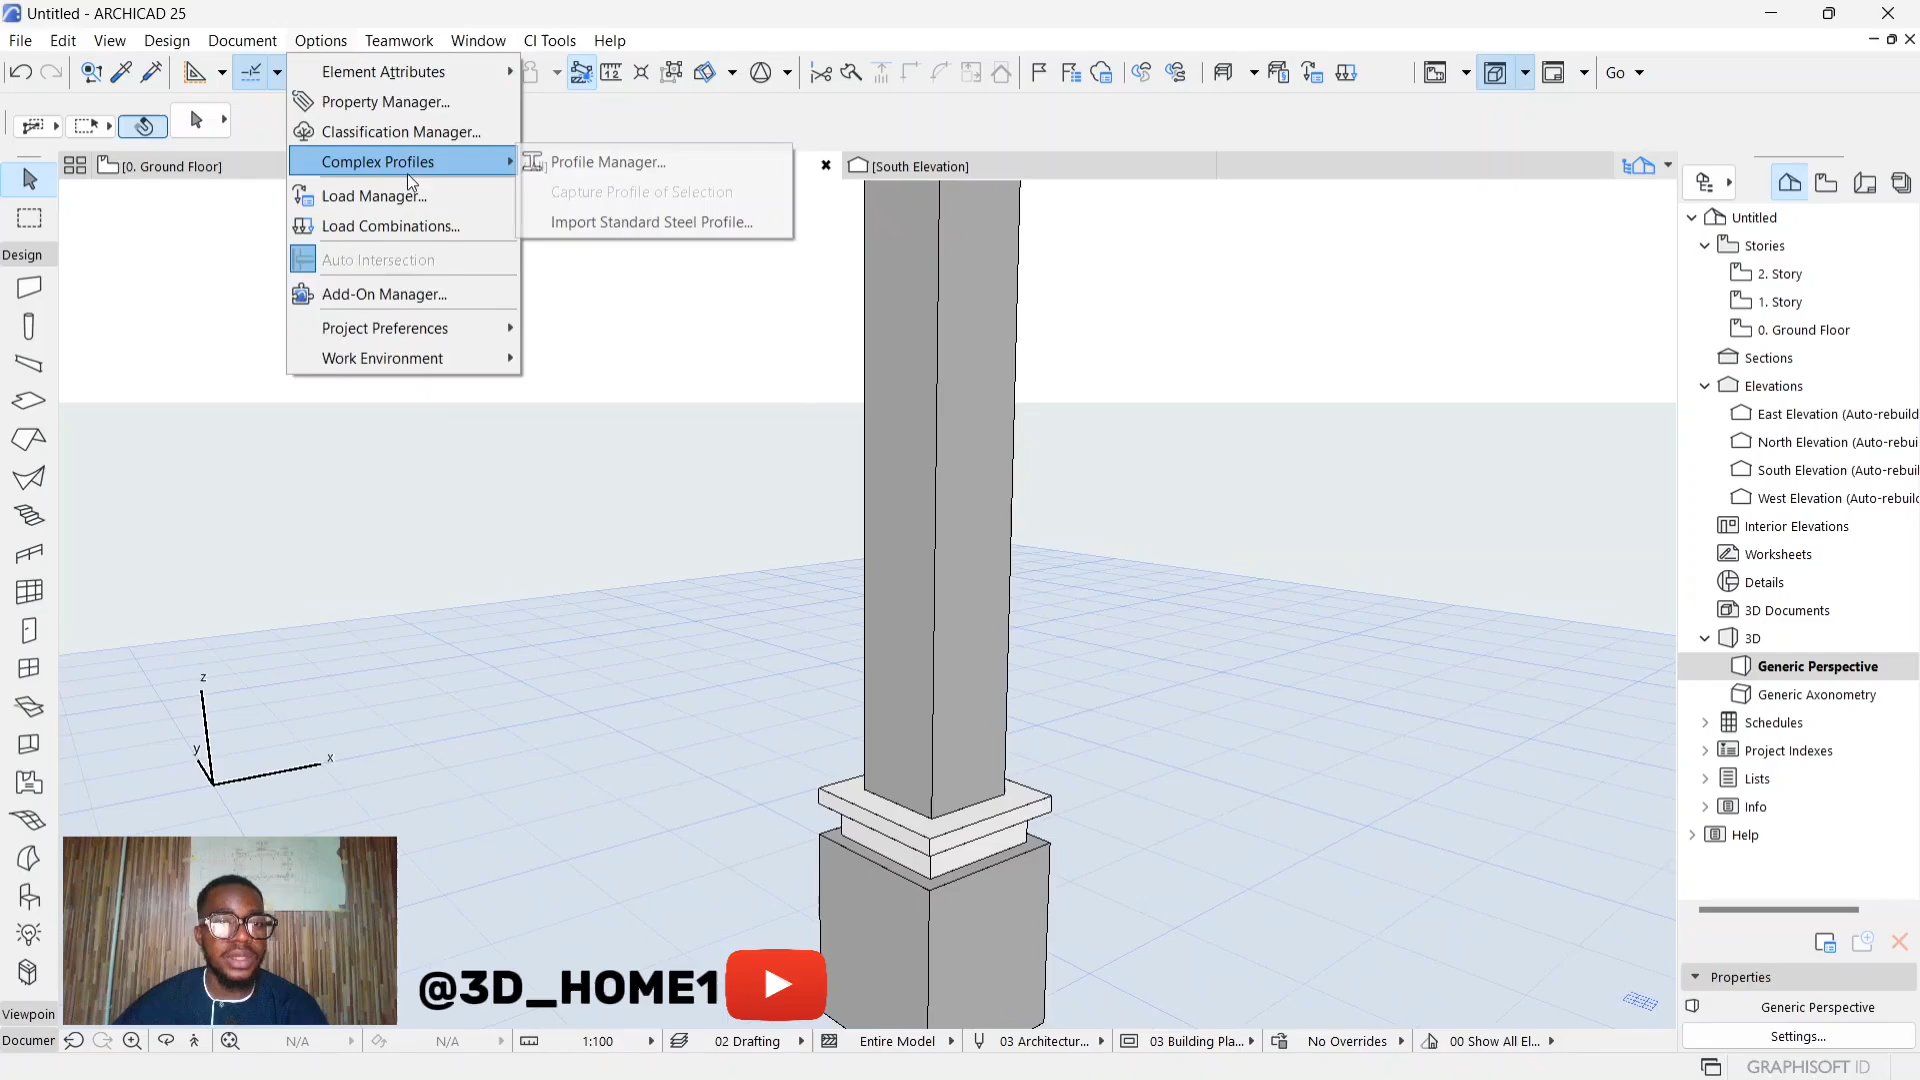 Untitled - ARCHICAD 25
File Edit View Design Document Options Teamwork Window CI Tools Help
Go
[0. Ground Floor]
[South Elevation]
Element Attributes
Property Manager...
Classification Manager...
Complex Profiles
Load Manager...
Load Combinations...
Auto Intersection
Add-On Manager...
Project Preferences
Work Environment
Profile Manager...
Capture Profile of Selection
Import Standard Steel Profile...
Design
Viewpoin
Documer
z
y
x
@3D_HOME1
Untitled
Stories
2. Story
1. Story
0. Ground Floor
Sections
Elevations
East Elevation (Auto-rebuild
North Elevation (Auto-rebui
South Elevation (Auto-rebuil
West Elevation (Auto-rebuild
Interior Elevations
Worksheets
Details
3D Documents
3D
Generic Perspective
Generic Axonometry
Schedules
Project Indexes
Lists
Info
Help
Properties
Generic Perspective
Settings...
N/A
N/A
1:100
02 Drafting
Entire Model
03 Architectur...
03 Building Pla...
No Overrides
00 Show All El...
GRAPHISOFT ID